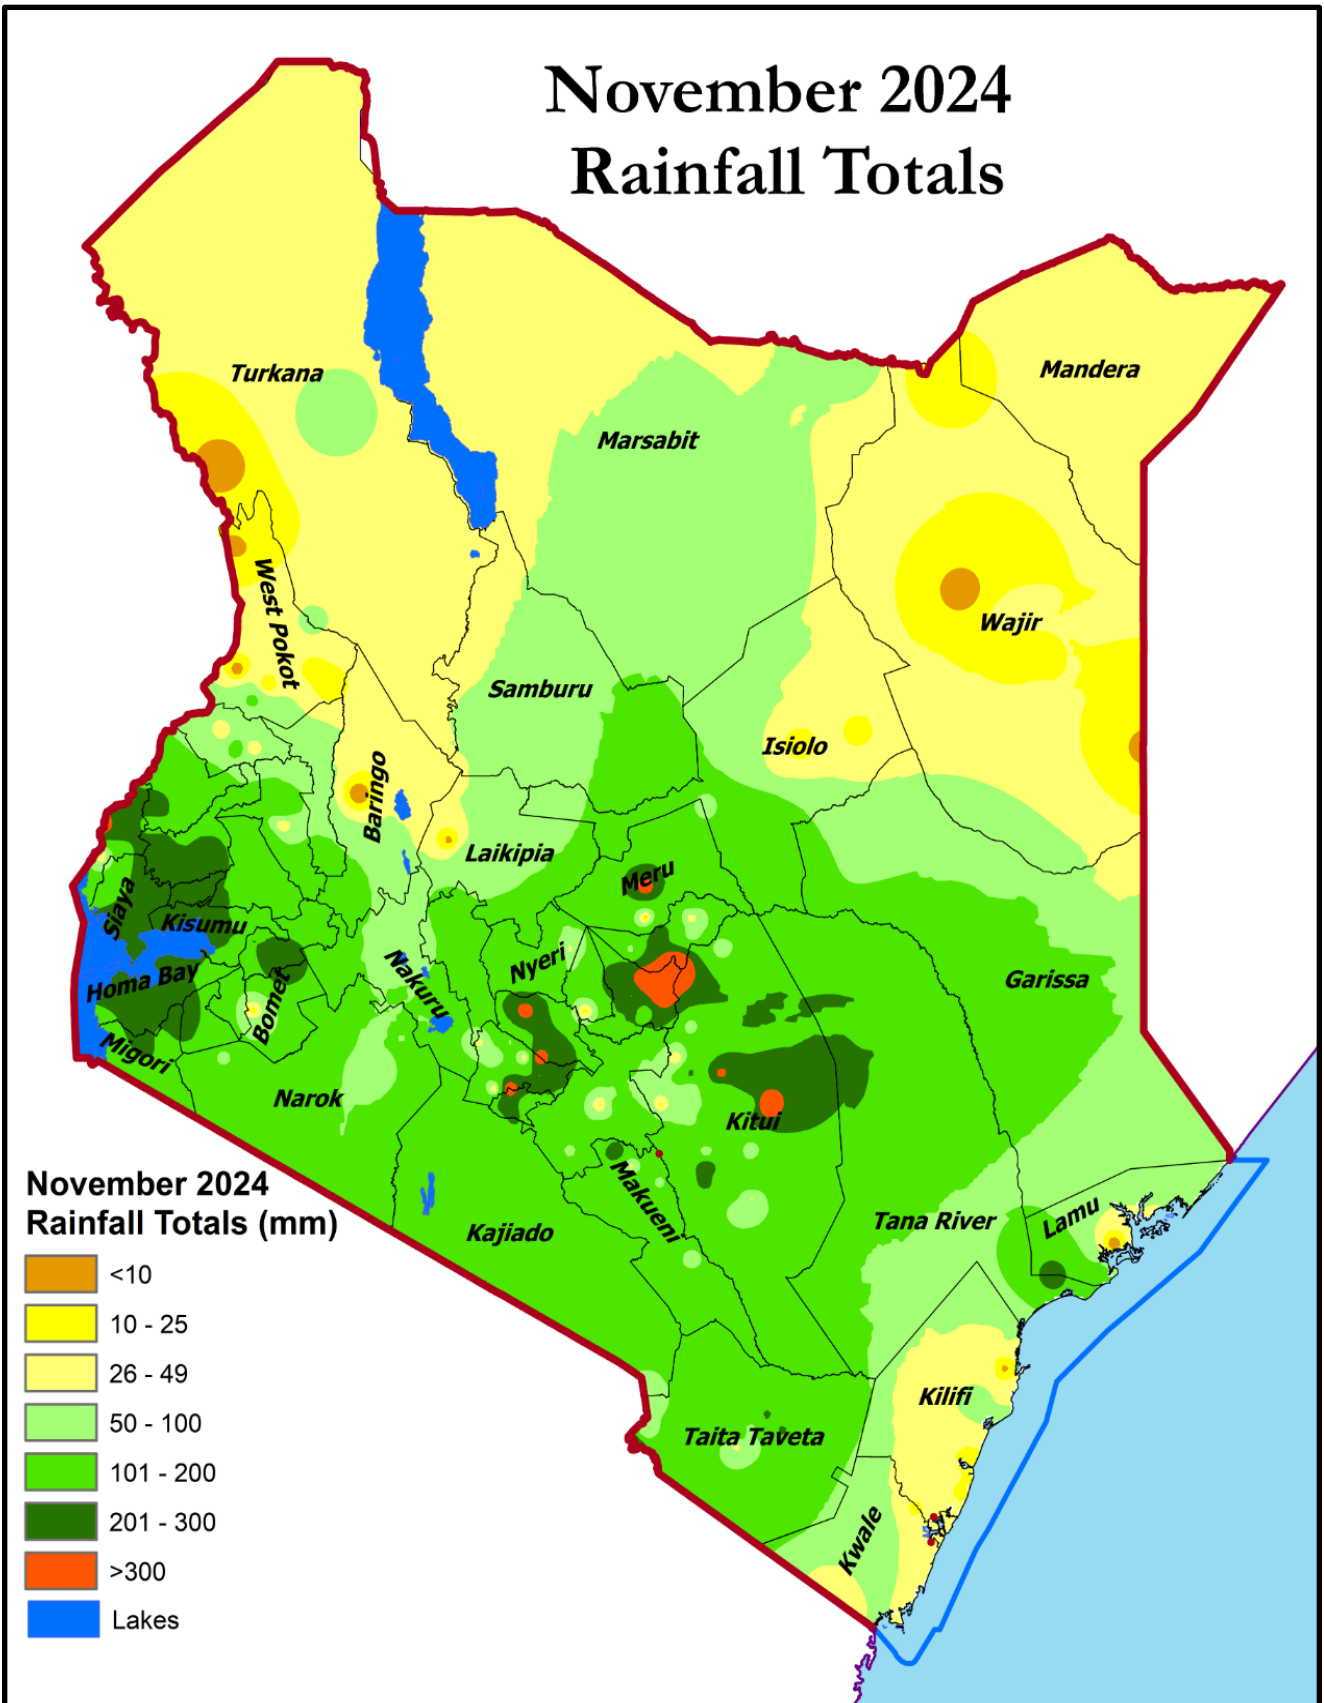 November 2024
Rainfall Totals
Turkana
Mandera
Marsabit
West Pokot
Wajir
Samburu
Isiolo
Baringo
Laikipia
Meru
Siaya
Kisumu
Nyeri
Nakuru
Homa Bay
Bomet
Garissa
Migori
Narok
Kitui
Makueni
Tana River
Lamu
Kajiado
Kilifi
Taita Taveta
Kwale
November 2024
Rainfall Totals (mm)
<10
10 - 25
26 - 49
50 - 100
101 - 200
201 - 300
>300
Lakes